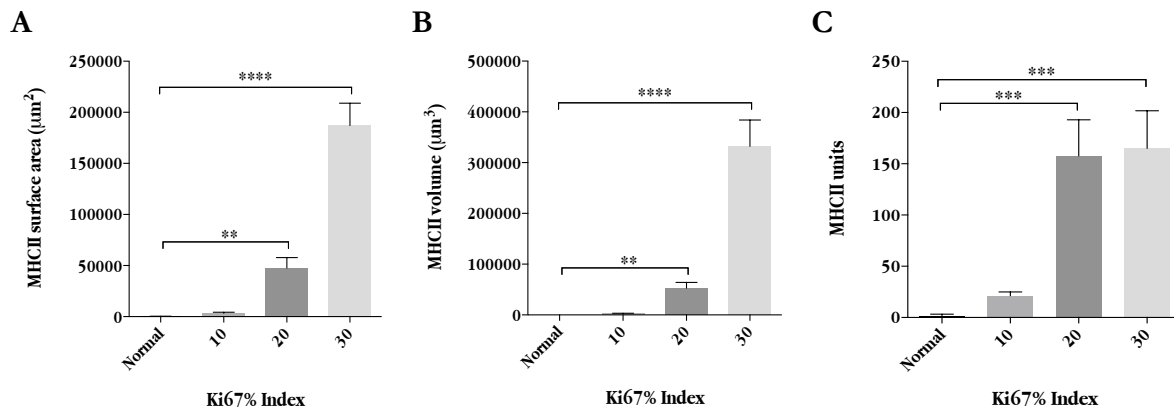 A
MHCII surface area (μm²)
250000
200000
150000
100000
50000
0
****
**
Normal
10
20
30
Ki67% Index
B
MHCII volume (μm³)
500000
400000
300000
200000
100000
0
****
**
Normal
10
20
30
Ki67% Index
C
MHCII units
250
200
150
100
50
0
***
***
Normal
10
20
30
Ki67% Index